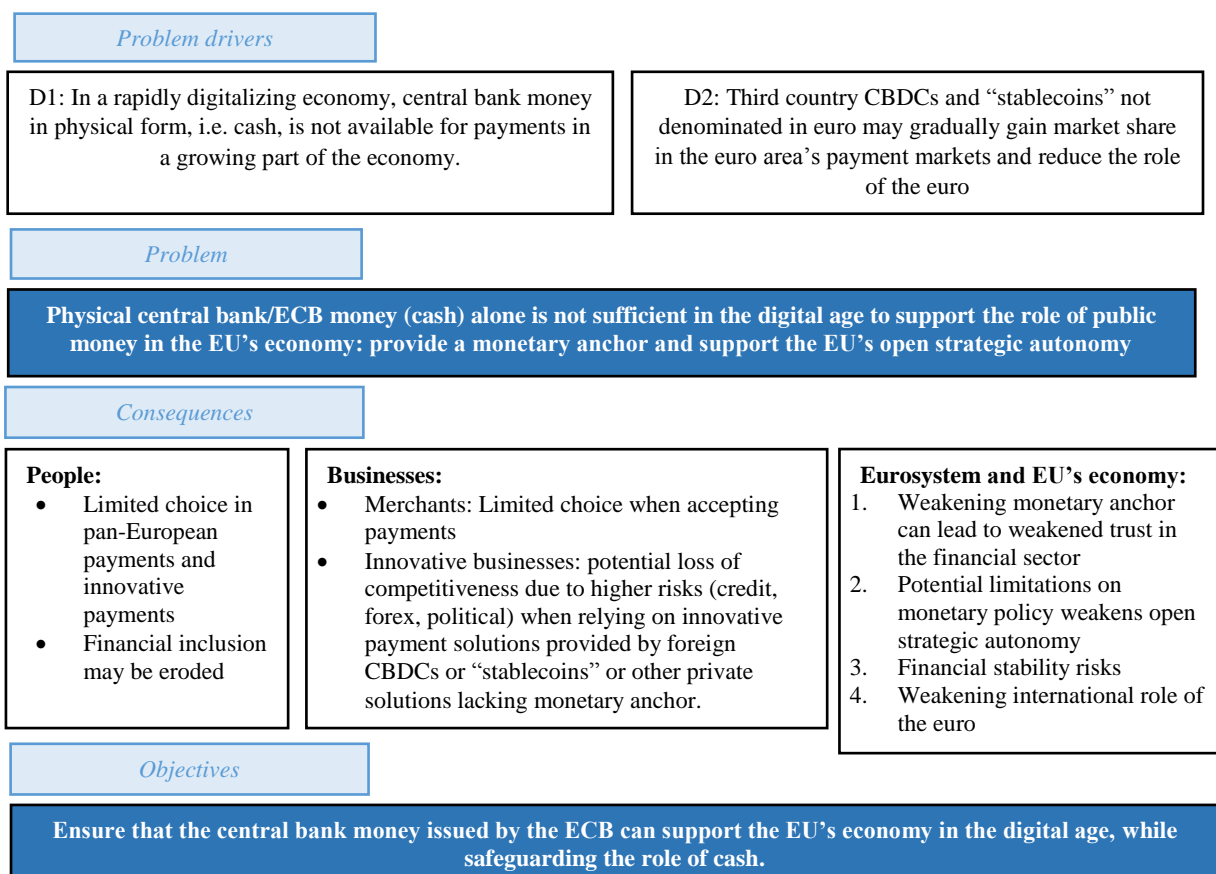 Problem drivers
D1: In a rapidly digitalizing economy, central bank money
in physical form, i.e. cash, is not available for payments in
a growing part of the economy.
D2: Third country CBDCs and “stablecoins” not
denominated in euro may gradually gain market share
in the euro area’s payment markets and reduce the role
of the euro
Problem
Physical central bank/ECB money (cash) alone is not sufficient in the digital age to support the role of public
money in the EU’s economy: provide a monetary anchor and support the EU’s open strategic autonomy
Consequences
People:
• Limited choice in
pan-European
payments and
innovative
payments
• Financial inclusion
may be eroded
Businesses:
• Merchants: Limited choice when accepting
payments
• Innovative businesses: potential loss of
competitiveness due to higher risks (credit,
forex, political) when relying on innovative
payment solutions provided by foreign
CBDCs or “stablecoins” or other private
solutions lacking monetary anchor.
Eurosystem and EU’s economy:
1. Weakening monetary anchor
can lead to weakened trust in
the financial sector
2. Potential limitations on
monetary policy weakens open
strategic autonomy
3. Financial stability risks
4. Weakening international role of
the euro
Objectives
Ensure that the central bank money issued by the ECB can support the EU’s economy in the digital age, while
safeguarding the role of cash.